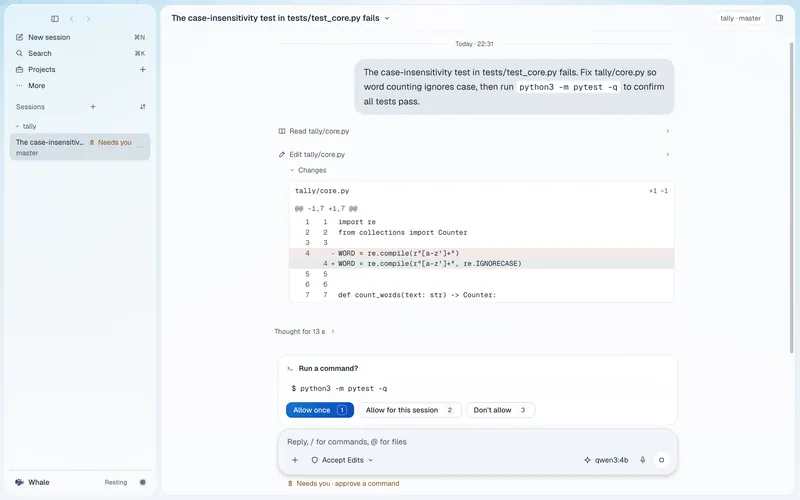 New session ⌘N
Search ⌘K
Projects
More
Sessions
tally
The case-insensitiv... Needs you
master
Whale Resting
The case-insensitivity test in tests/test_core.py fails
tally · master
Today · 22:31
The case-insensitivity test in tests/test_core.py fails. Fix tally/core.py so
word counting ignores case, then run python3 -m pytest -q to confirm
all tests pass.
Read tally/core.py
Edit tally/core.py
Changes
tally/core.py +1 −1
@@ -1,7 +1,7 @@
1 1 import re
2 2 from collections import Counter
3 3
4 - WORD = re.compile(r"[a-z']+")
4 + WORD = re.compile(r"[a-z']+", re.IGNORECASE)
5 5
6 6
7 7 def count_words(text: str) -> Counter:
Thought for 13 s
Run a command?
$ python3 -m pytest -q
Allow once 1 Allow for this session 2 Don't allow 3
Reply, / for commands, @ for files
Accept Edits qwen3:4b
Needs you · approve a command